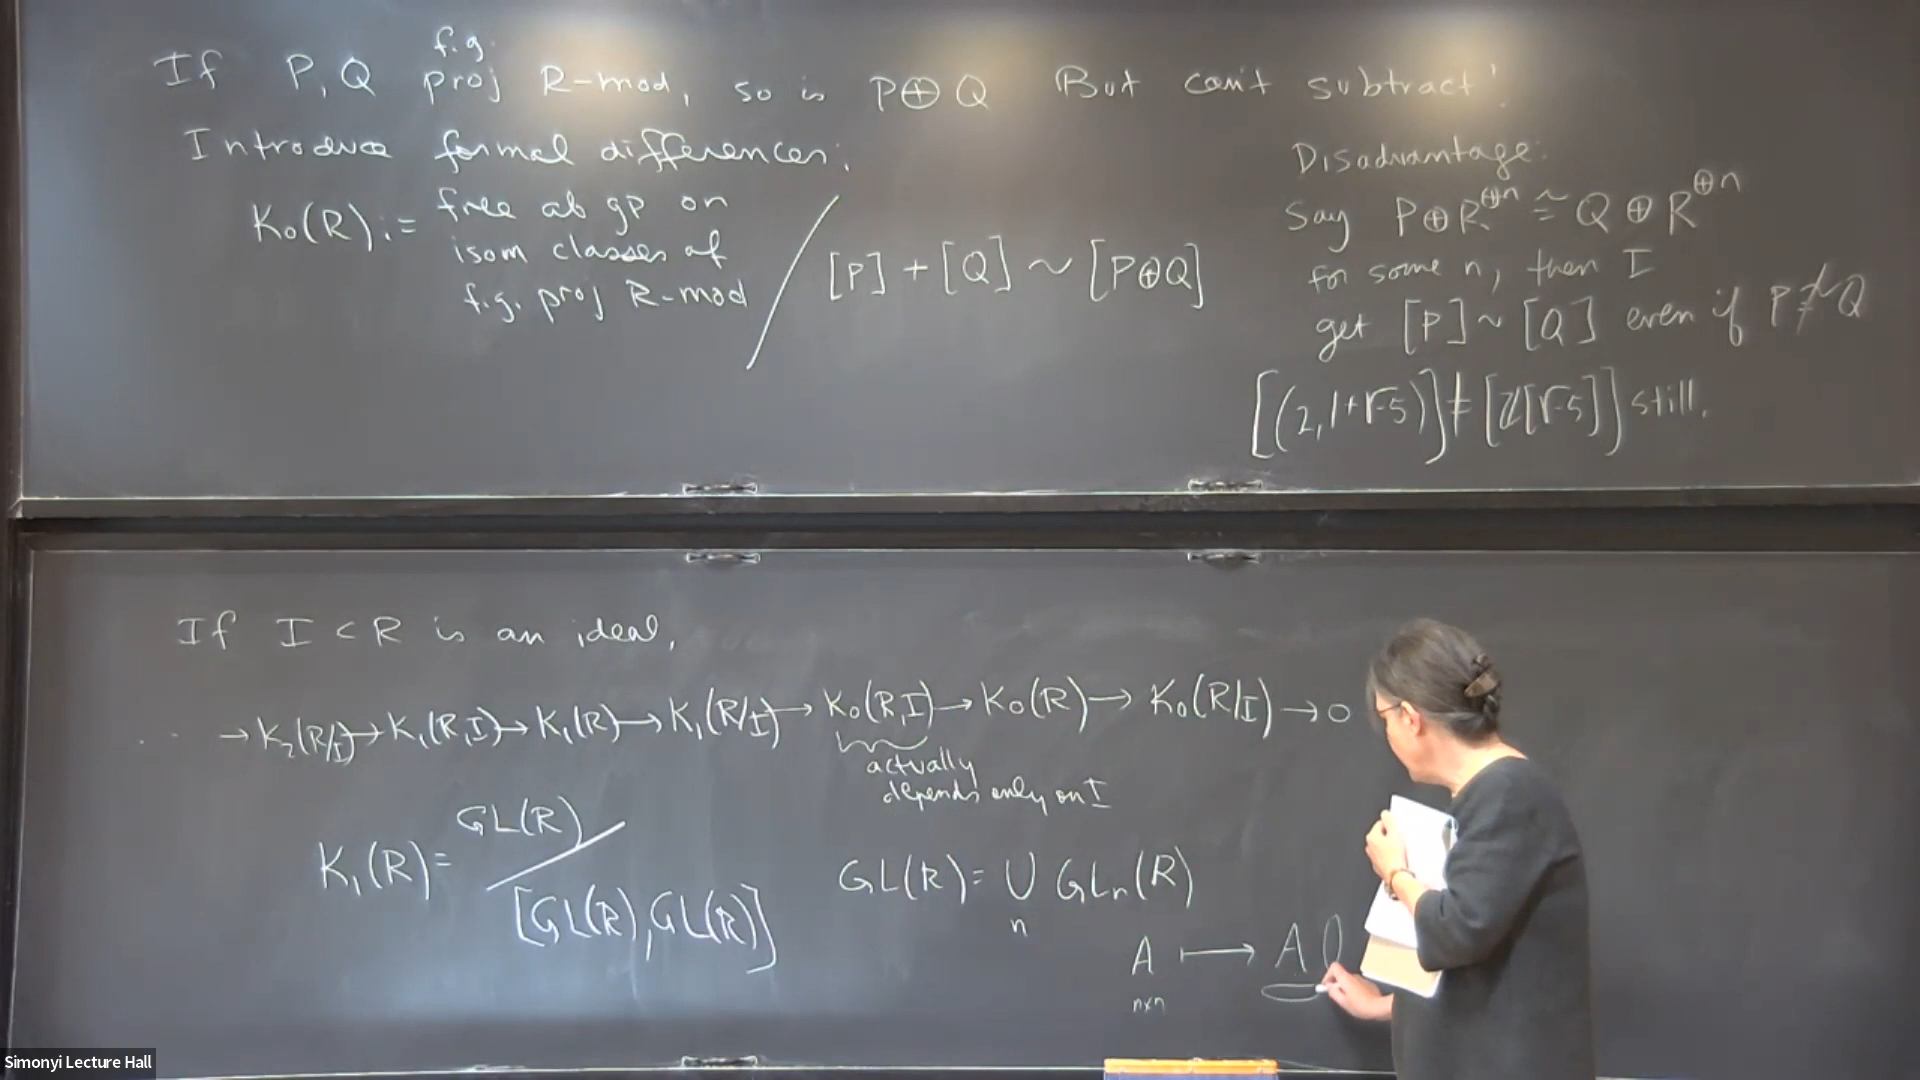 If P, Q f.g. proj R-mod, so is P⊕Q But can't subtract!
Introduce formal differences:
K₀(R) := free ab gp on
isom classes of
f.g. proj R-mod
/ [P] + [Q] ~ [P⊕Q]
Disadvantage:
Say P⊕R^{⊕n} ≅ Q⊕R^{⊕n}
for some n, then I
get [P] ~ [Q] even if P≄Q
[(2, 1+√-5)] ≠ [ℤ[√-5]] still.
If I < R is an ideal,
.. → K₂(R/I) → K₁(R,I) → K₁(R) → K₁(R/I) → K₀(R,I) → K₀(R) → K₀(R/I) → 0
actually
depends only on I
K₁(R) = GL(R) / [GL(R), GL(R)]
GL(R) = ⋃ GLₙ(R)
n
A ↦ A 0
n×n 0
Simonyi Lecture Hall